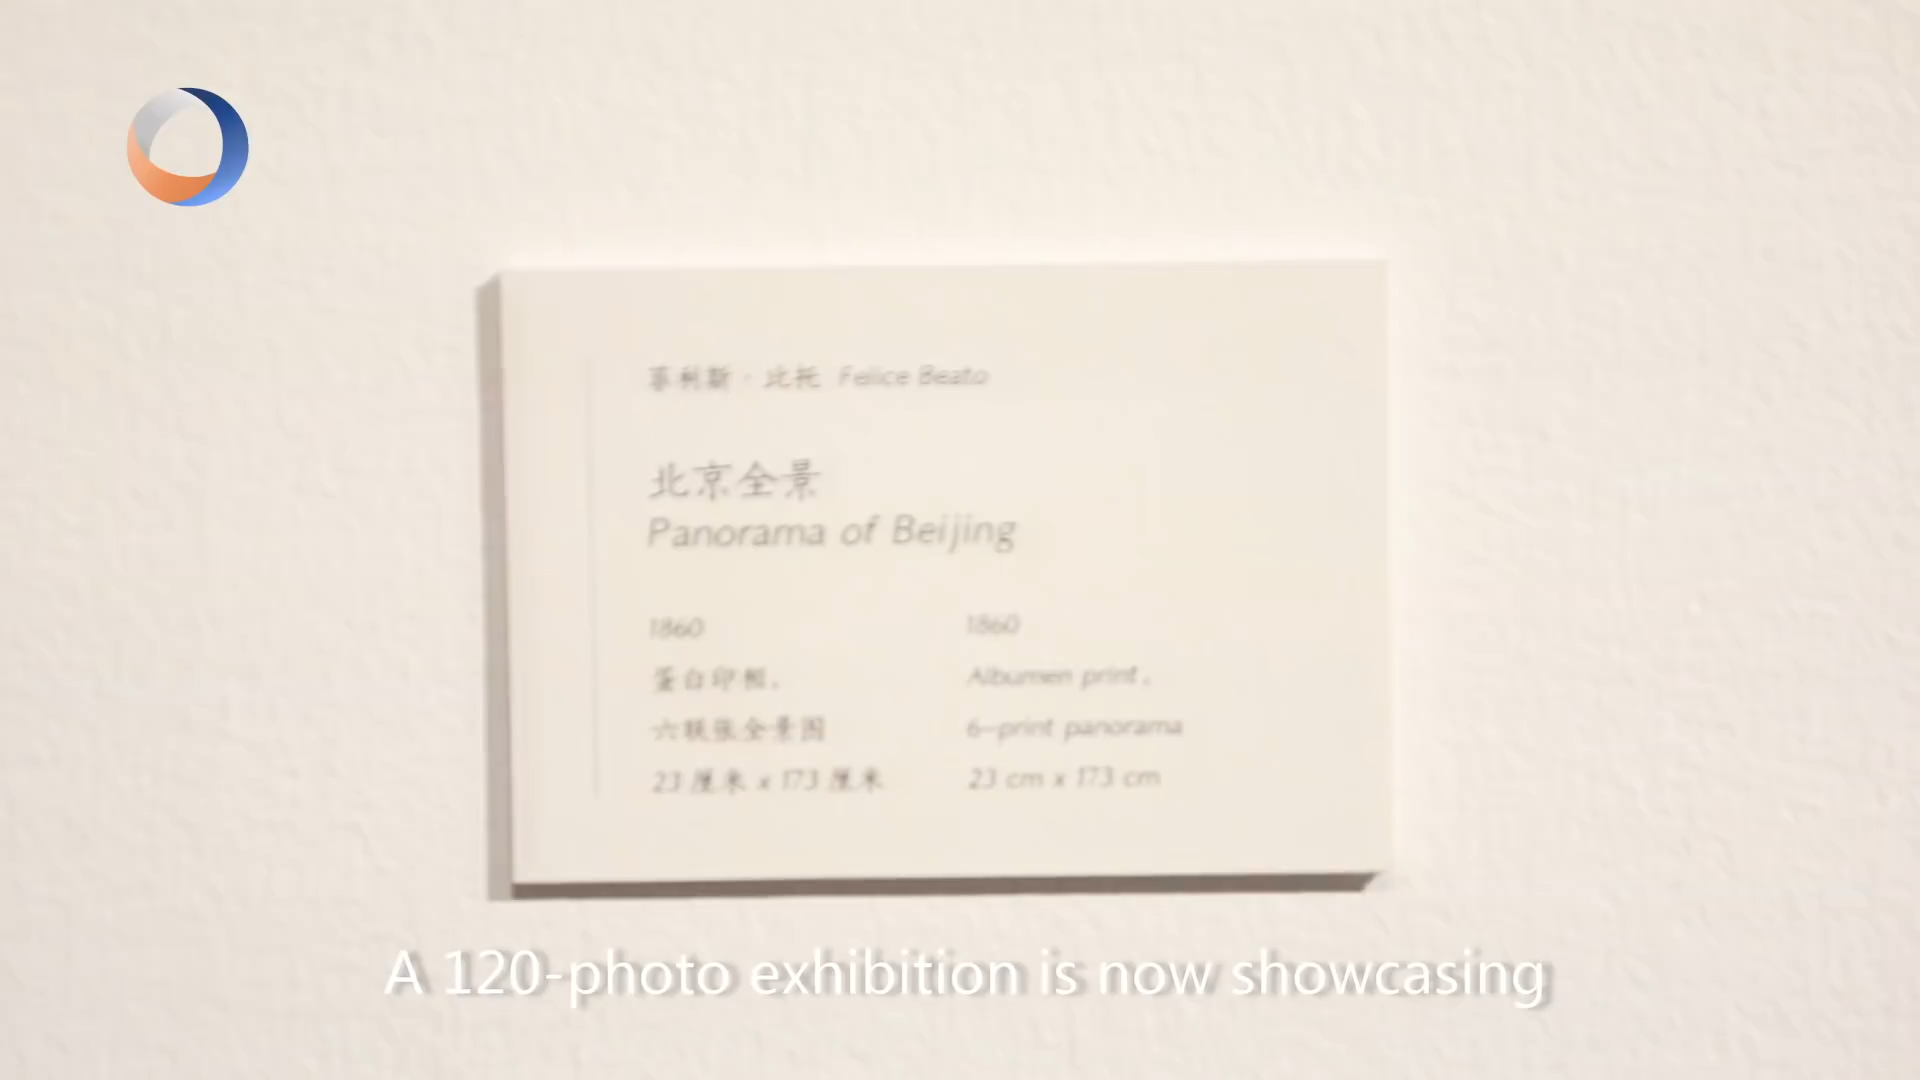 菲利斯·比托 Felice Beato
北京全景
Panorama of Beijing
1860
蛋白印相,
六联张全景图
23 厘米 x 173 厘米
1860
Albumen print,
6-print panorama
23 cm x 173 cm
A 120-photo exhibition is now showcasing